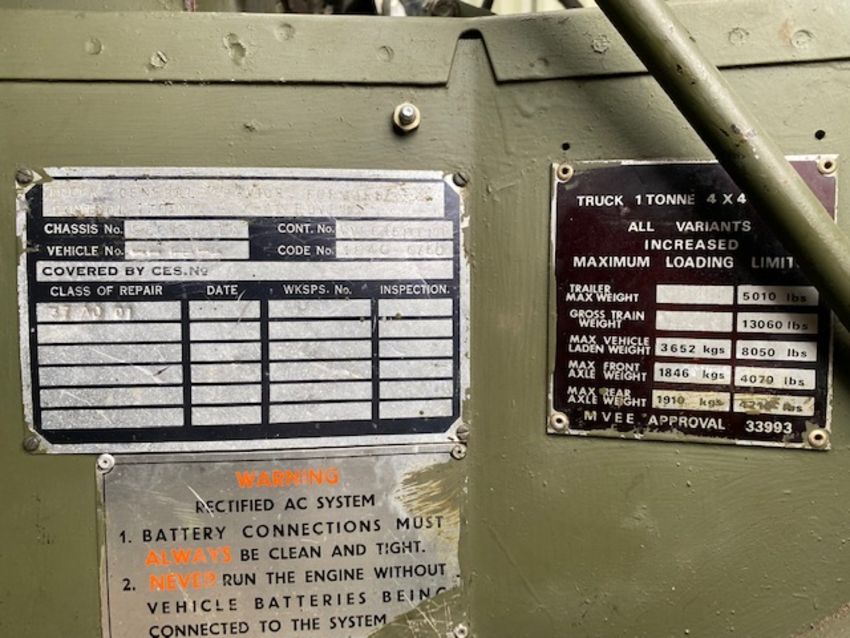 CHASSIS No.
CONT. No.
VEHICLE No.
CODE No.
COVERED BY CES.No
CLASS OF REPAIR DATE WKSPS. No. INSPECTION.
WARNING
RECTIFIED AC SYSTEM
1. BATTERY CONNECTIONS MUST
ALWAYS BE CLEAN AND TIGHT.
2. NEVER RUN THE ENGINE WITHOUT
VEHICLE BATTERIES BEING
CONNECTED TO THE SYSTEM
TRUCK 1 TONNE 4 X 4
ALL VARIANTS
INCREASED
MAXIMUM LOADING LIMIT
TRAILER
MAX WEIGHT 5010 lbs
GROSS TRAIN
WEIGHT 13060 lbs
MAX VEHICLE
LADEN WEIGHT 3652 kgs 8050 lbs
MAX FRONT
AXLE WEIGHT 1846 kgs 4070 lbs
MAX REAR
AXLE WEIGHT 1910 kgs lbs
MVEE APPROVAL 33993